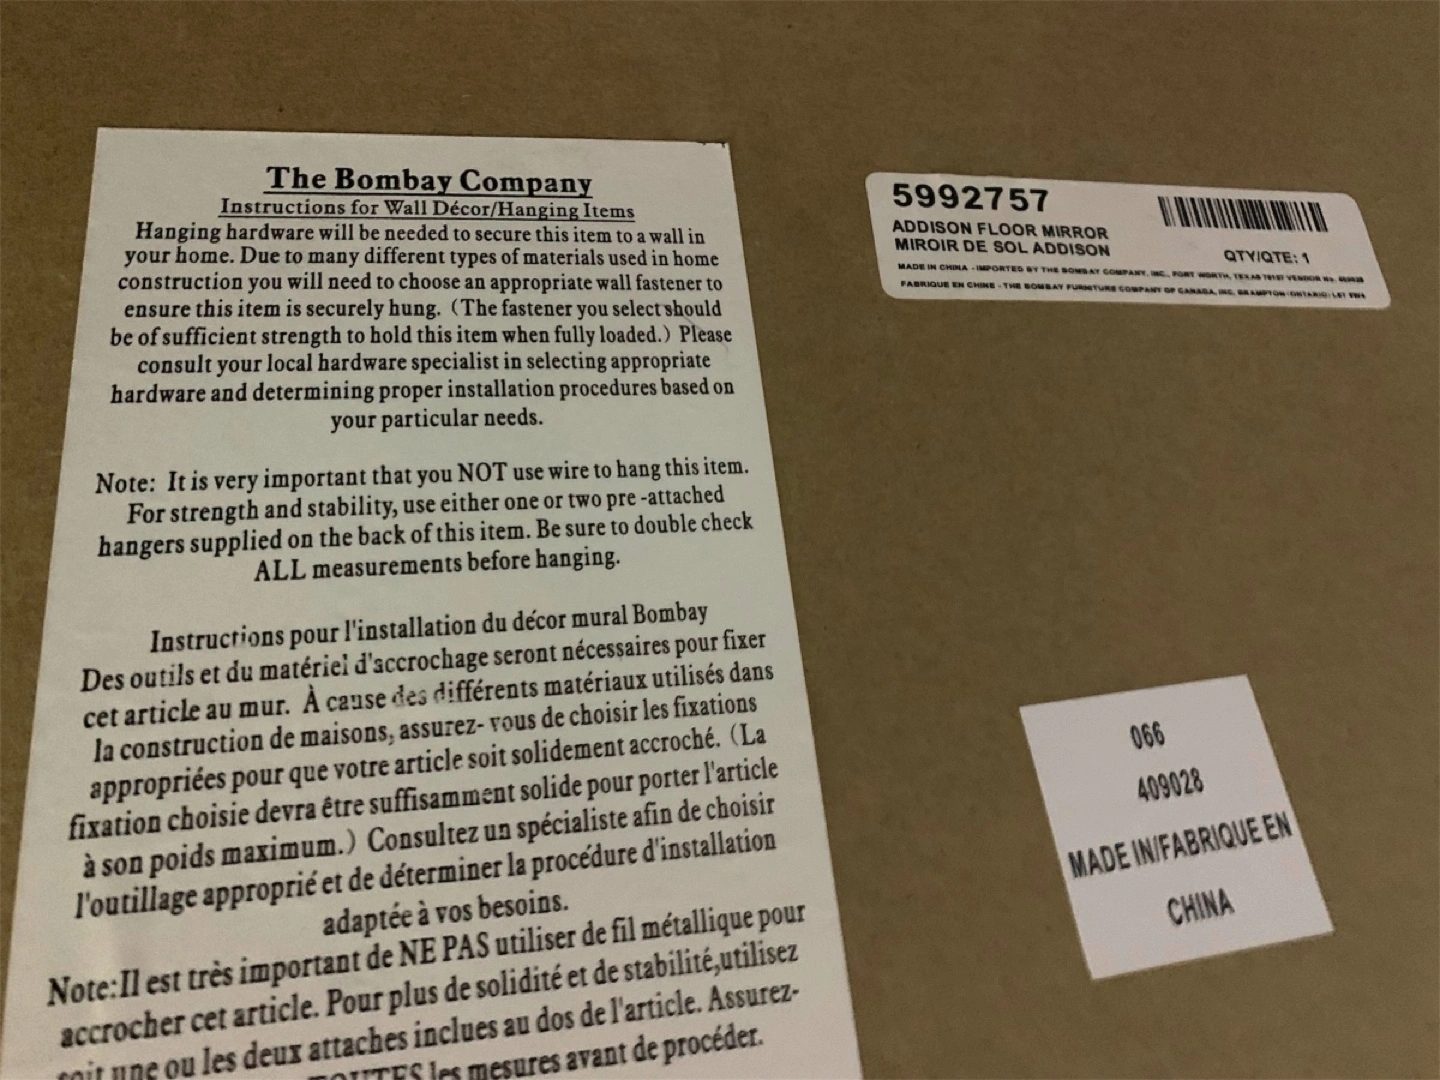 The Bombay Company
Instructions for Wall Décor/Hanging Items
Hanging hardware will be needed to secure this item to a wall in
your home. Due to many different types of materials used in home
construction you will need to choose an appropriate wall fastener to
ensure this item is securely hung. (The fastener you select should
be of sufficient strength to hold this item when fully loaded.) Please
consult your local hardware specialist in selecting appropriate
hardware and determining proper installation procedures based on
your particular needs.
Note: It is very important that you NOT use wire to hang this item.
For strength and stability, use either one or two pre -attached
hangers supplied on the back of this item. Be sure to double check
ALL measurements before hanging.
Instructions pour l'installation du décor mural Bombay
Des outils et du matériel d'accrochage seront nécessaires pour fixer
cet article au mur. À cause des différents matériaux utilisés dans
la construction de maisons, assurez- vous de choisir les fixations
appropriées pour que votre article soit solidement accroché. (La
fixation choisie devra être suffisamment solide pour porter l'article
à son poids maximum.) Consultez un spécialiste afin de choisir
l'outillage approprié et de déterminer la procédure d'installation
adaptée à vos besoins.
Note:Il est très important de NE PAS utiliser de fil métallique pour
accrocher cet article. Pour plus de solidité et de stabilité,utilisez
soit une ou les deux attaches inclues au dos de l'article. Assurez-
TOUTES les mesures avant de procéder.
5992757
ADDISON FLOOR MIRROR
MIROIR DE SOL ADDISON
QTY/QTE: 1
MADE IN CHINA - IMPORTED BY THE BOMBAY COMPANY, INC., FORT WORTH, TEXAS 76137 VENDOR No. 409028
FABRIQUE EN CHINE - THE BOMBAY FURNITURE COMPANY OF CANADA, INC. BRAMPTON ONTARIO
066
409028
MADE IN/FABRIQUE EN
CHINA